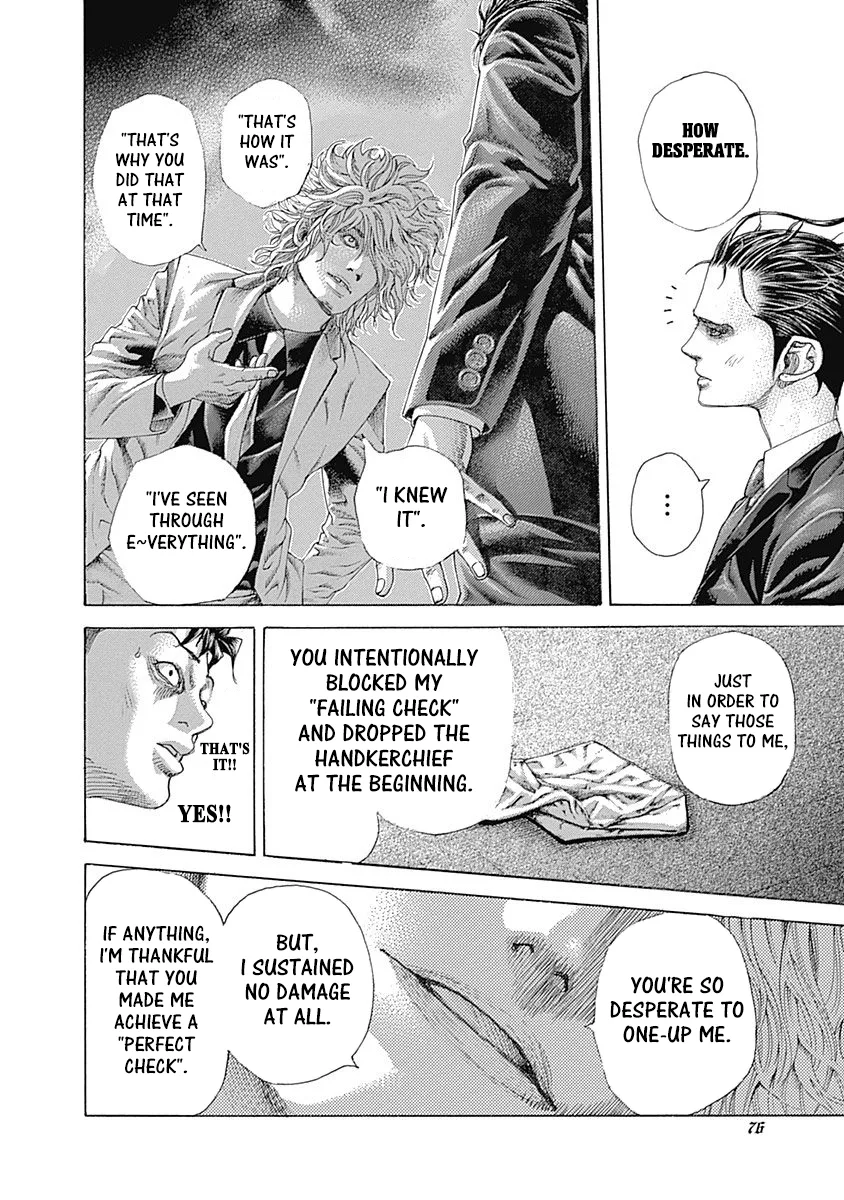 HOW
DESPERATE.
...
"THAT'S
HOW IT
WAS".
"THAT'S
WHY YOU
DID THAT
AT THAT
TIME".
"I KNEW
IT".
"I'VE SEEN
THROUGH
E~VERYTHING".
JUST
IN ORDER TO
SAY THOSE
THINGS TO ME,
YOU INTENTIONALLY
BLOCKED MY
"FAILING CHECK"
AND DROPPED THE
HANDKERCHIEF
AT THE BEGINNING.
THAT'S
IT!!
YES!!
YOU'RE SO
DESPERATE TO
ONE-UP ME.
BUT,
I SUSTAINED
NO DAMAGE
AT ALL.
IF ANYTHING,
I'M THANKFUL
THAT YOU
MADE ME
ACHIEVE A
"PERFECT
CHECK".
76